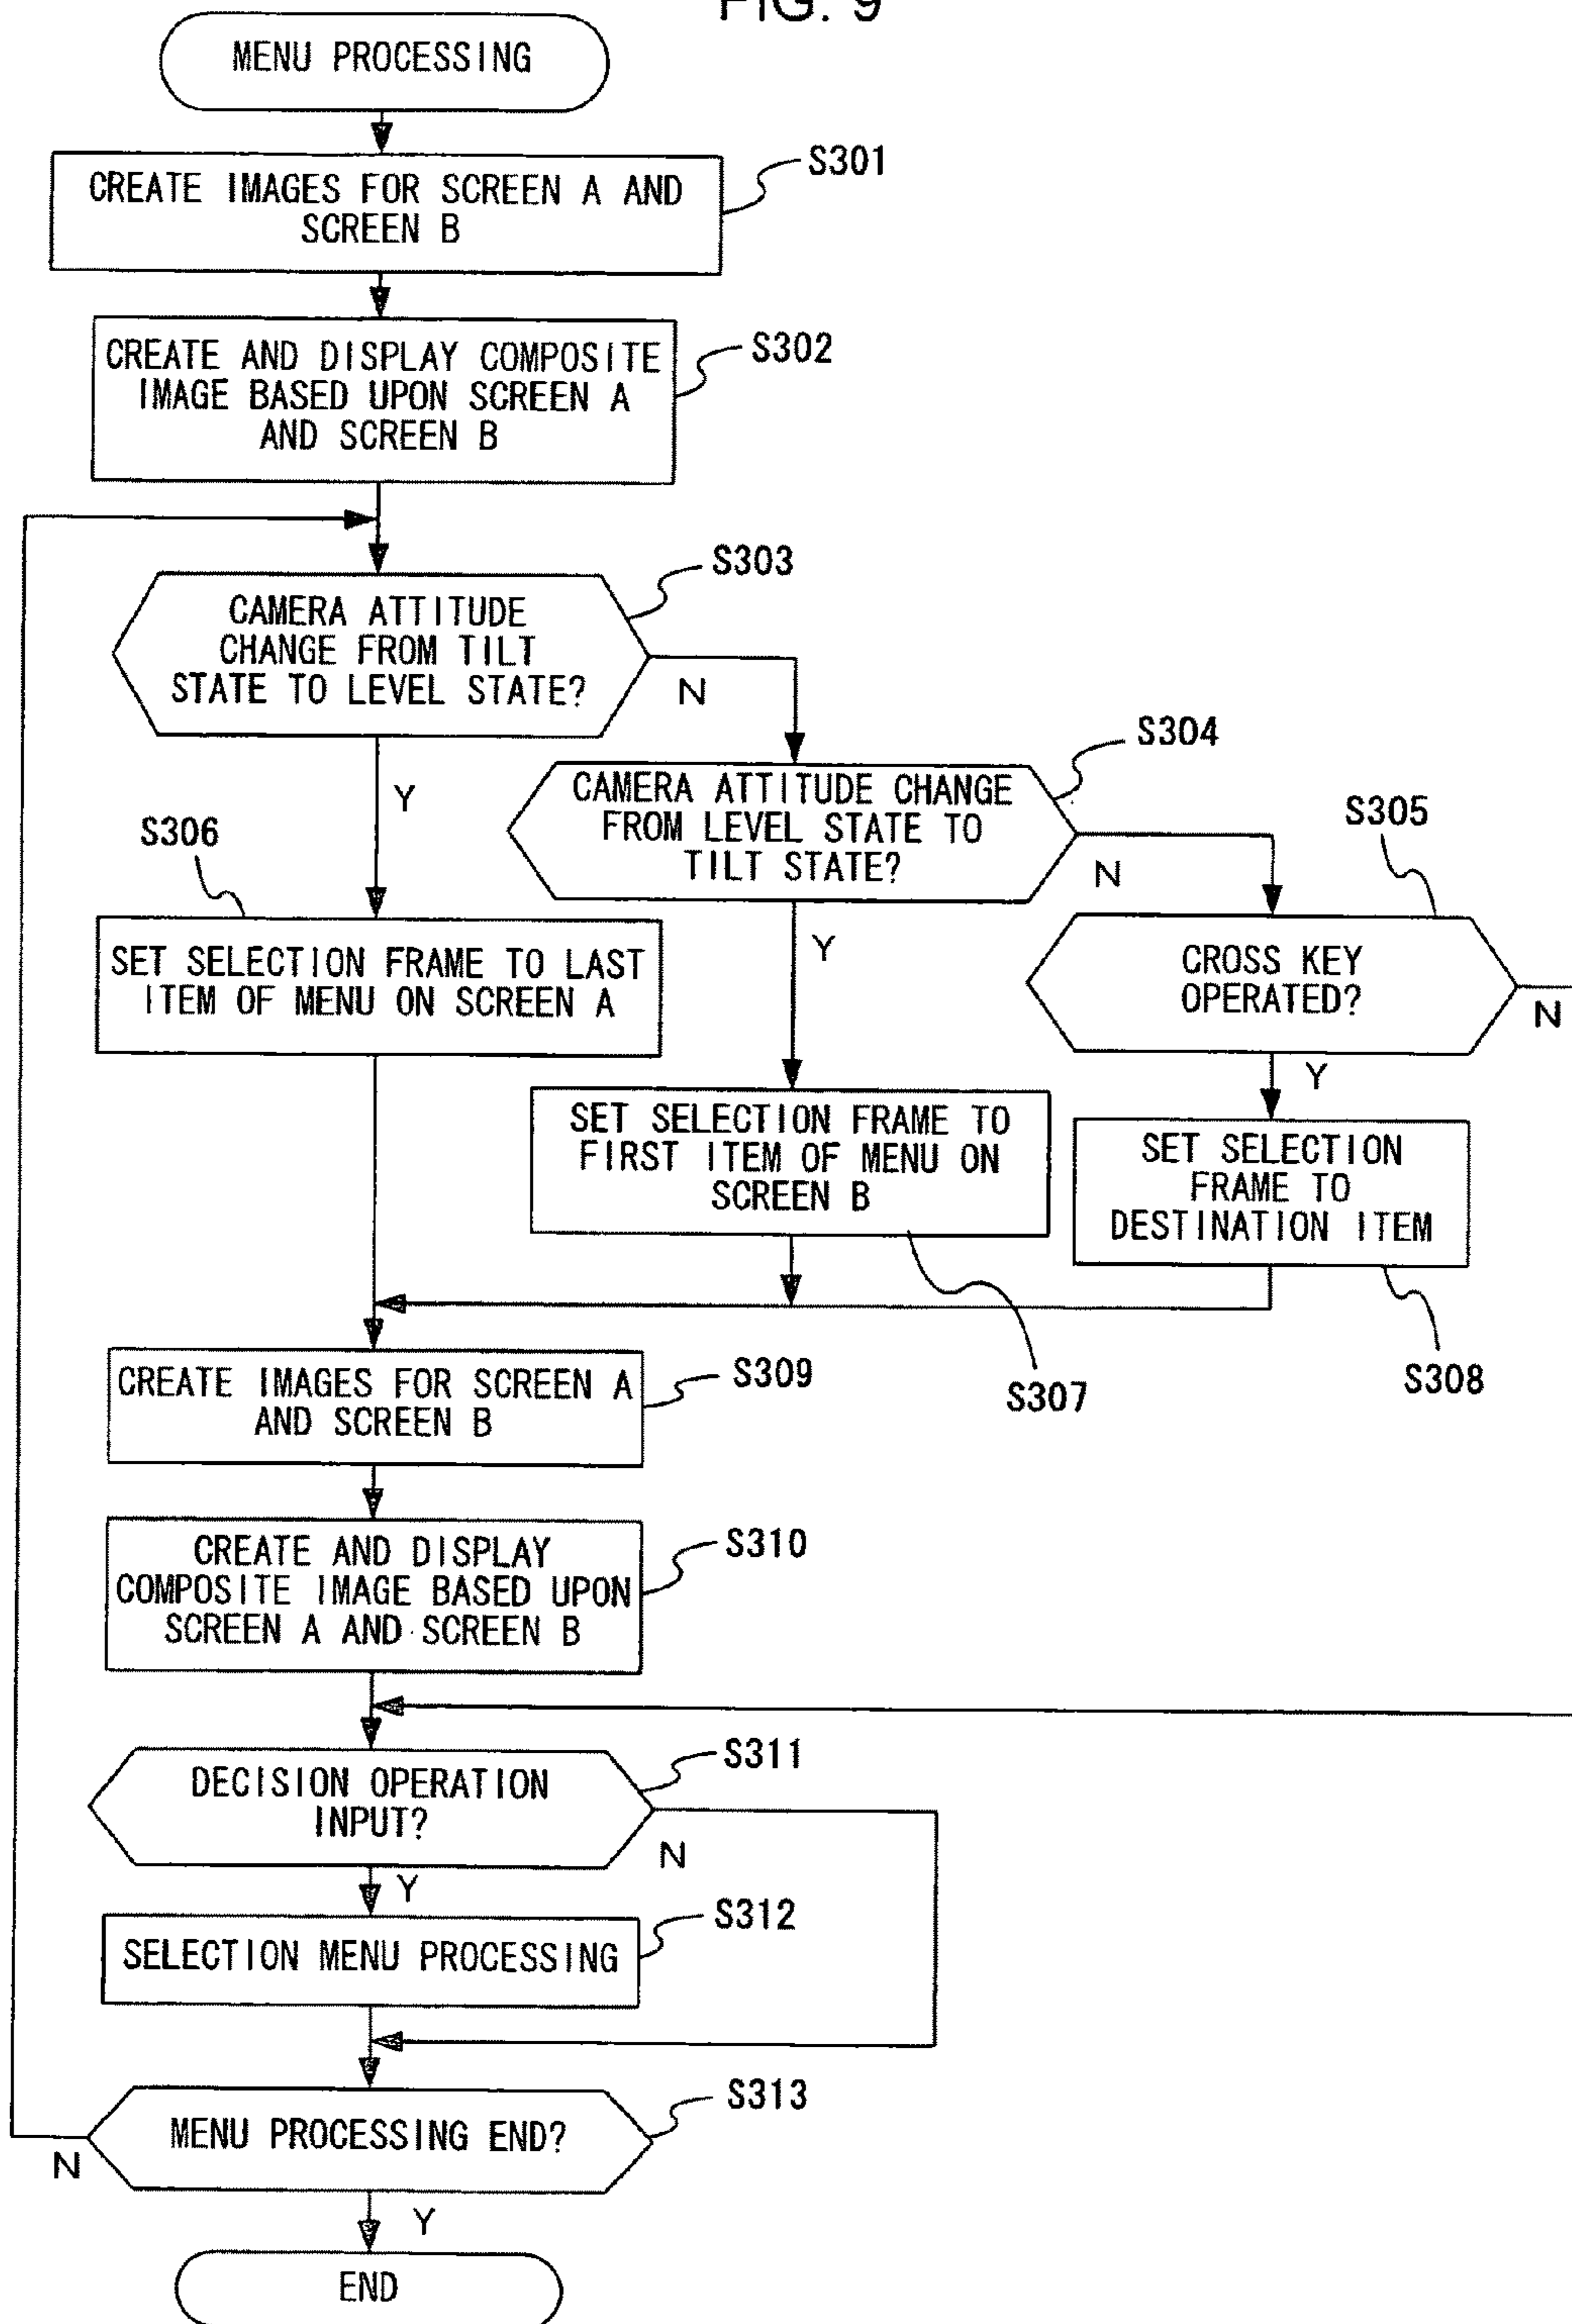 FIG. 9
MENU PROCESSING
S301
CREATE IMAGES FOR SCREEN A AND
SCREEN B
S302
CREATE AND DISPLAY COMPOSITE
IMAGE BASED UPON SCREEN A
AND SCREEN B
S303
CAMERA ATTITUDE
CHANGE FROM TILT
STATE TO LEVEL STATE?
N
Y
S304
CAMERA ATTITUDE CHANGE
FROM LEVEL STATE TO
TILT STATE?
N
Y
S305
CROSS KEY
OPERATED?
N
Y
S306
SET SELECTION FRAME TO LAST
ITEM OF MENU ON SCREEN A
SET SELECTION FRAME TO
FIRST ITEM OF MENU ON
SCREEN B
S307
SET SELECTION
FRAME TO
DESTINATION ITEM
S308
CREATE IMAGES FOR SCREEN A
AND SCREEN B
S309
CREATE AND DISPLAY
COMPOSITE IMAGE BASED UPON
SCREEN A AND SCREEN B
S310
S311
DECISION OPERATION
INPUT?
N
Y
S312
SELECTION MENU PROCESSING
S313
MENU PROCESSING END?
N
Y
END